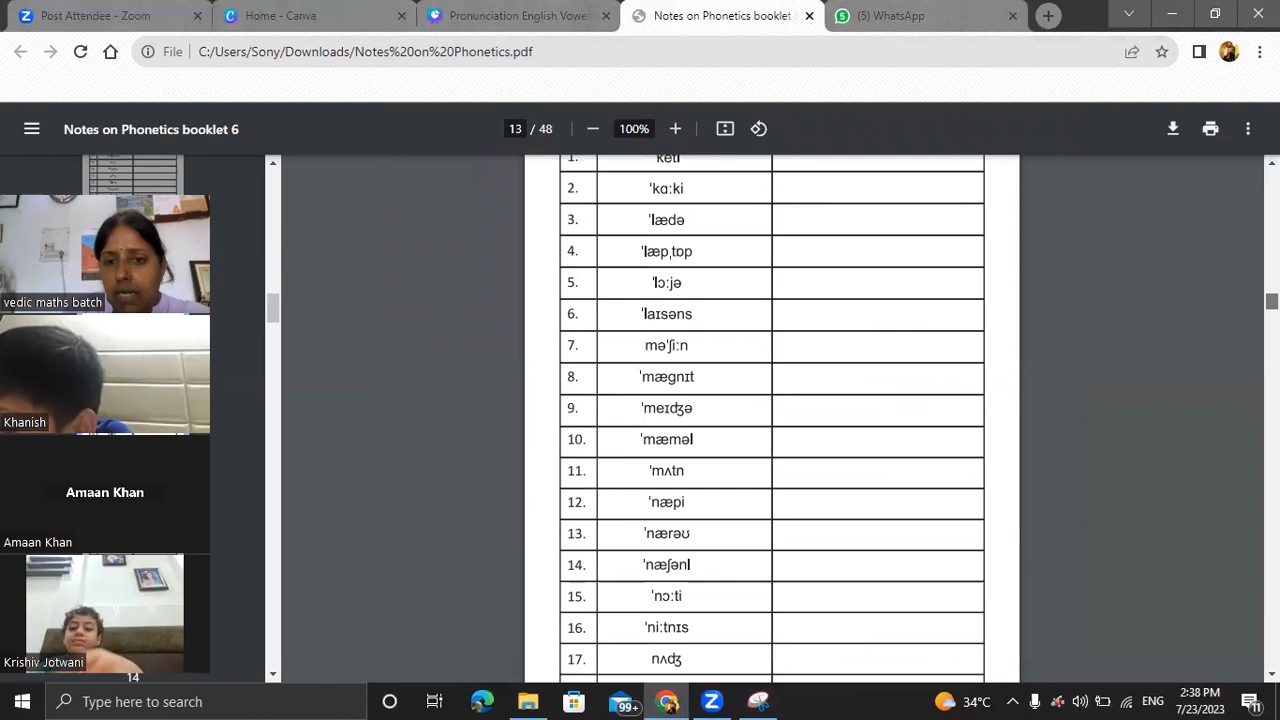 Post Attendee - Zoom
Home - Canva
Pronunciation English Vowe
Notes on Phonetics booklet
(5) WhatsApp
File C:/Users/Sony/Downloads/Notes%20on%20Phonetics.pdf
Notes on Phonetics booklet 6
13 / 48
100%
1.
2. ˈkɑːki
3. ˈlædə
4. ˈlæpˌtɒp
5. ˈlɔːjə
6. ˈlaɪsəns
7. məˈʃiːn
8. ˈmægnɪt
9. ˈmeɪʤə
10. ˈmæməl
11. ˈmʌtn
12. ˈnæpi
13. ˈnærəʊ
14. ˈnæʃənl
15. ˈnɔːti
16. ˈniːtnɪs
17. nʌʤ
vedic maths batch
Khanish
Amaan Khan
Amaan Khan
Krishiv Jotwani
14
Type here to search
99+
34°C
ENG
2:38 PM
7/23/2023
11